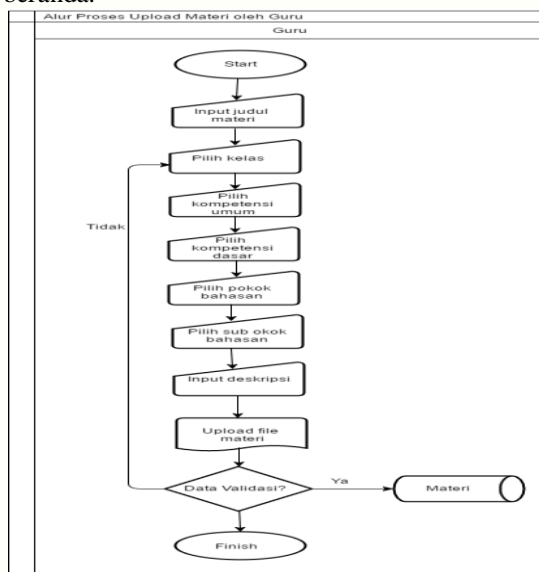 beranda.
Alur Proses Upload Materi oleh Guru
Guru
Start
Input judul
materi
Pilih kelas
Pilih
kompetensi
umum
Tidak
Pilih
kompetensi
dasar
Pilih pokok
bahasan
Pilih sub okok
bahasan
Input deskripsi
Upload file
materi
Data Validasi?
Ya
Materi
Finish